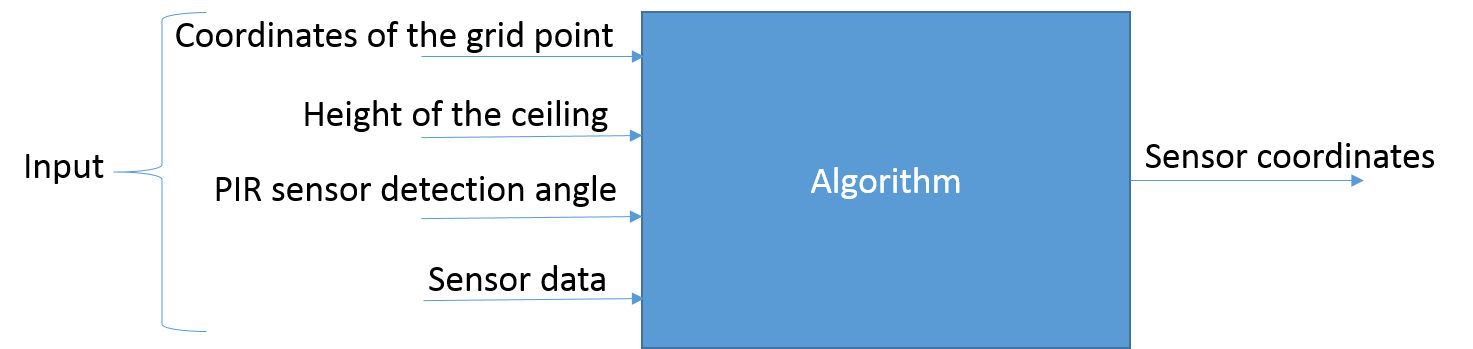 Coordinates of the grid point
Height of the ceiling
Input
PIR sensor detection angle
Sensor data
Algorithm
Sensor coordinates